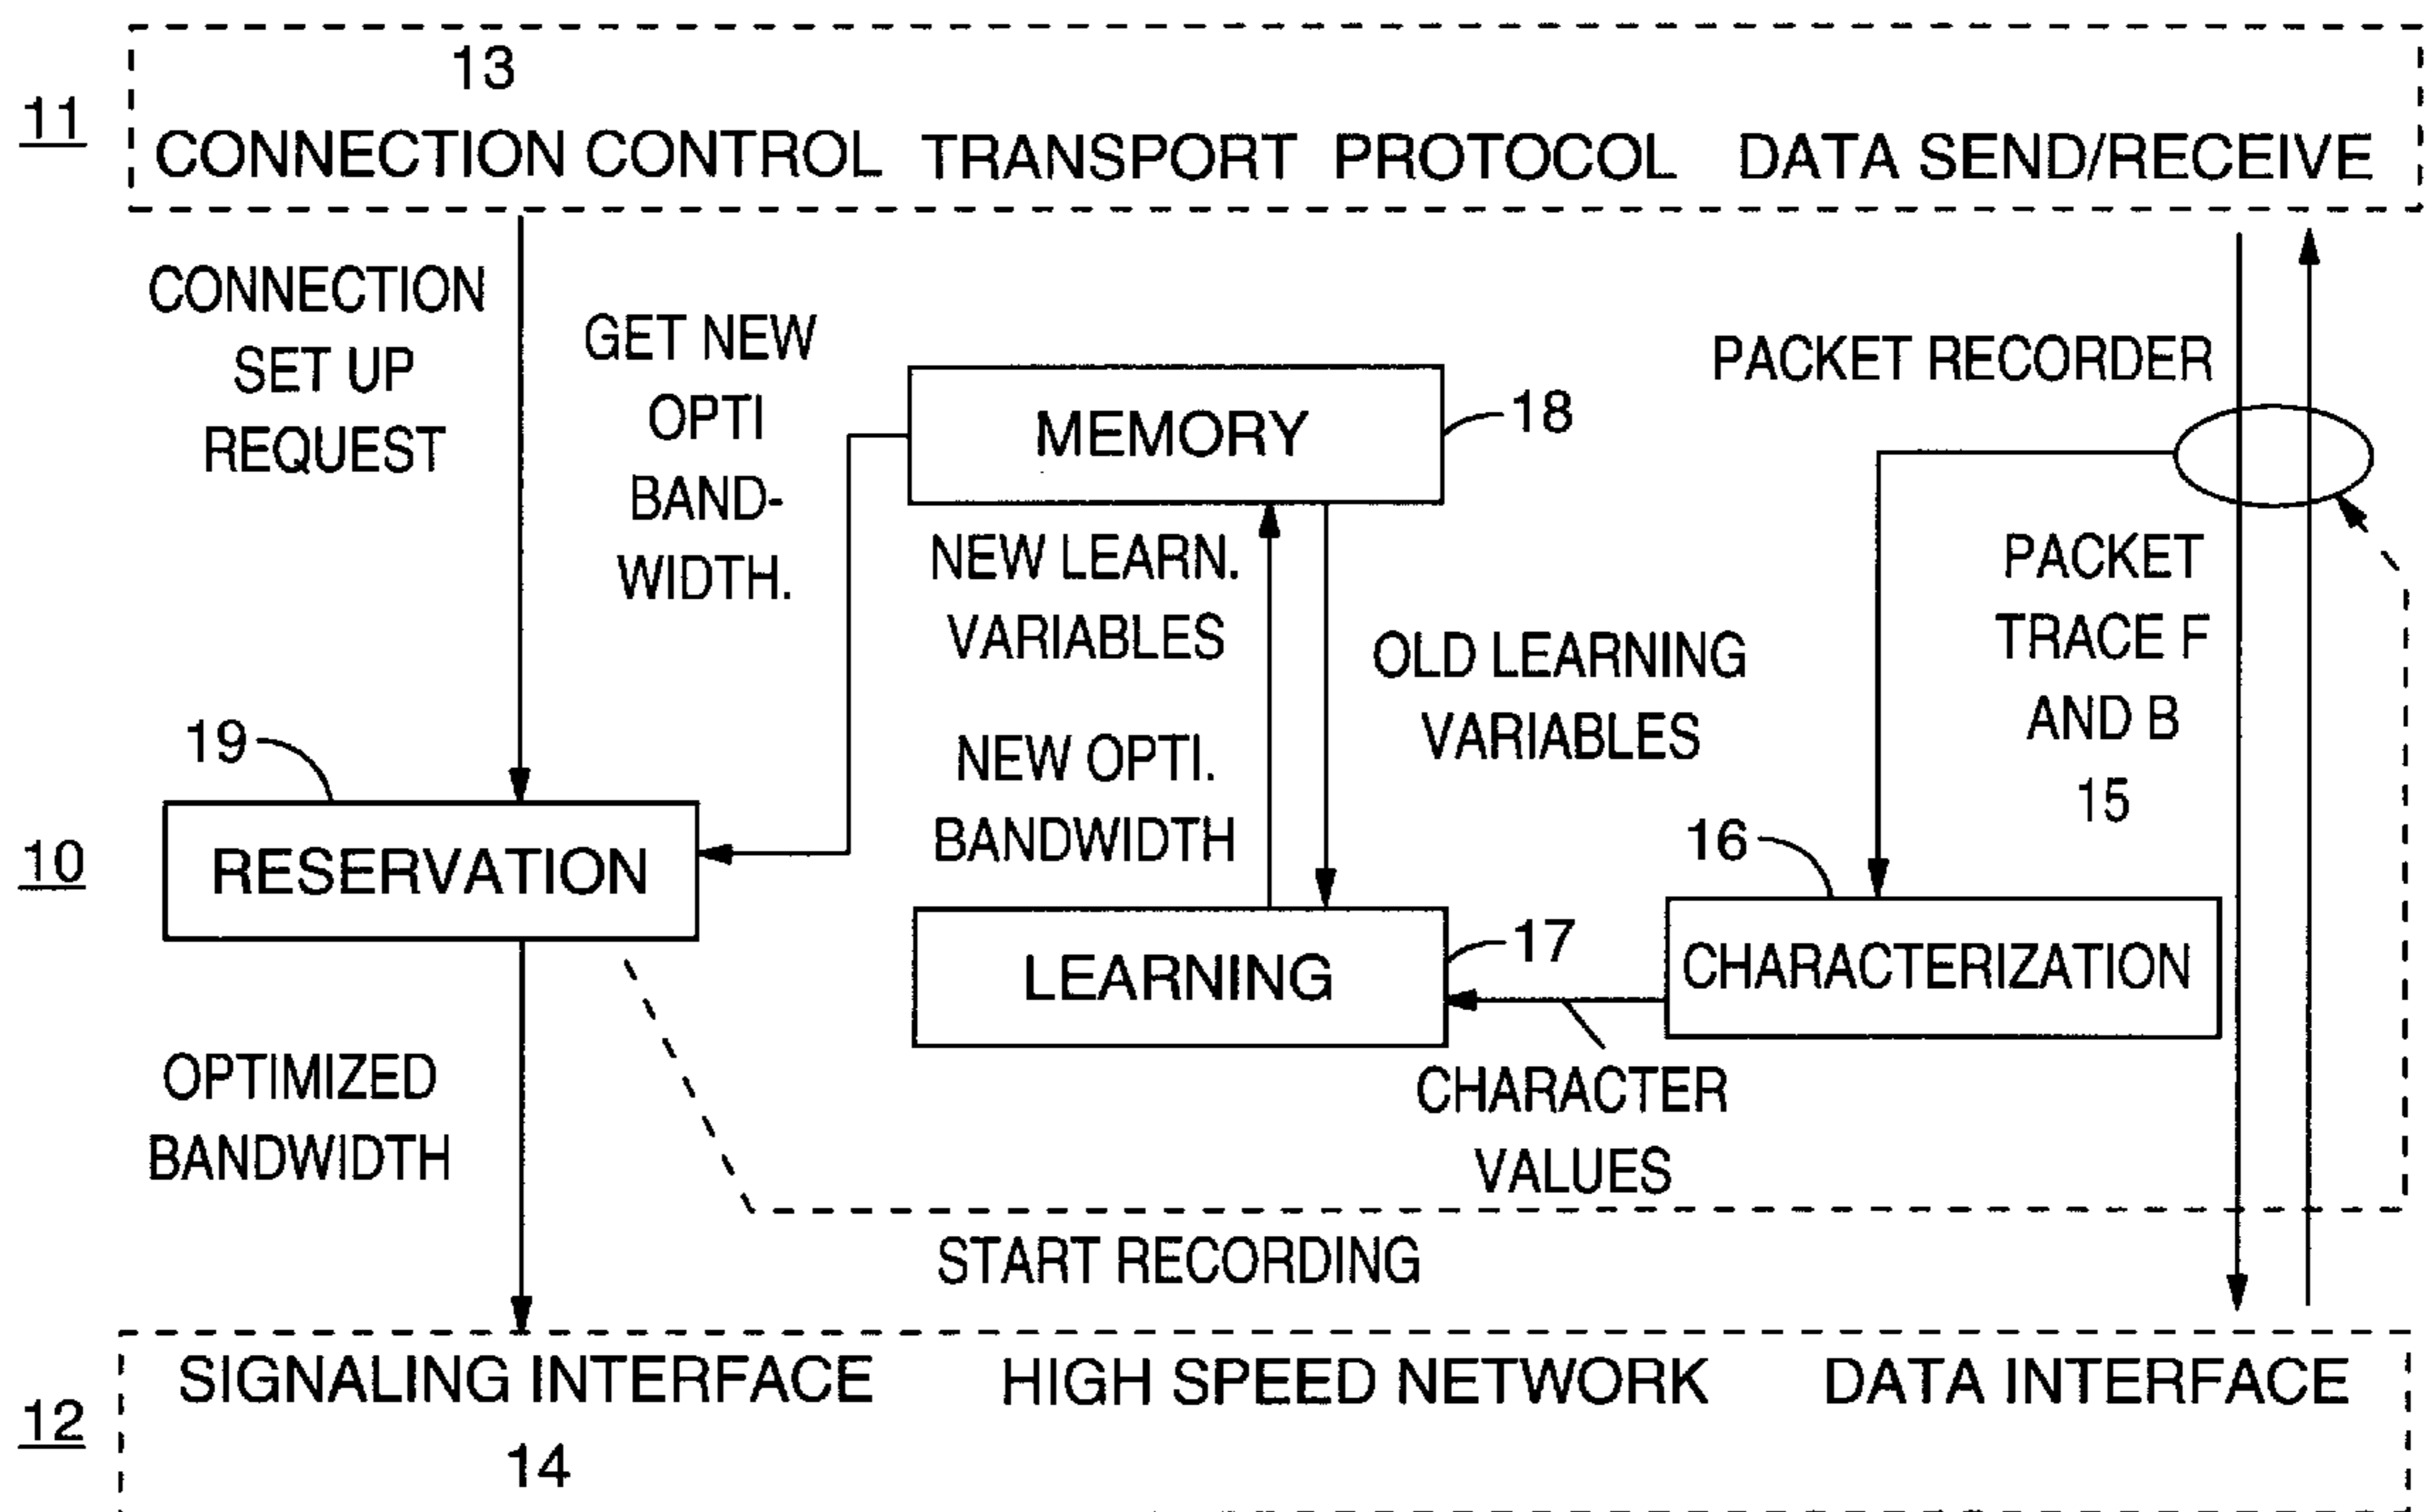 13
11
CONNECTION CONTROL TRANSPORT PROTOCOL DATA SEND/RECEIVE
CONNECTION
SET UP
REQUEST
GET NEW
OPTI
BAND-
WIDTH.
MEMORY
18
PACKET RECORDER
NEW LEARN.
VARIABLES
NEW OPTI.
BANDWIDTH
OLD LEARNING
VARIABLES
PACKET
TRACE F
AND B
15
19
10
RESERVATION
LEARNING
17
16
CHARACTERIZATION
CHARACTER
VALUES
OPTIMIZED
BANDWIDTH
START RECORDING
12
SIGNALING INTERFACE HIGH SPEED NETWORK DATA INTERFACE
14